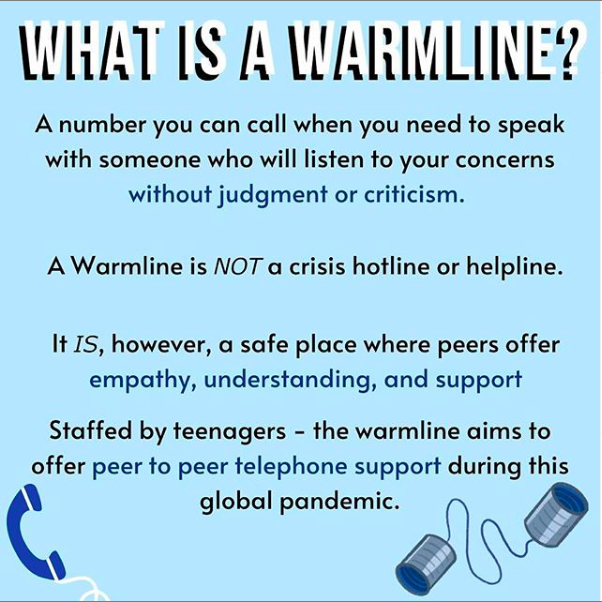 WHAT IS A WARMLINE?
A number you can call when you need to speak
with someone who will listen to your concerns
without judgment or criticism.
A Warmline is NOT a crisis hotline or helpline.
It IS, however, a safe place where peers offer
empathy, understanding, and support
Staffed by teenagers - the warmline aims to
offer peer to peer telephone support during this
global pandemic.